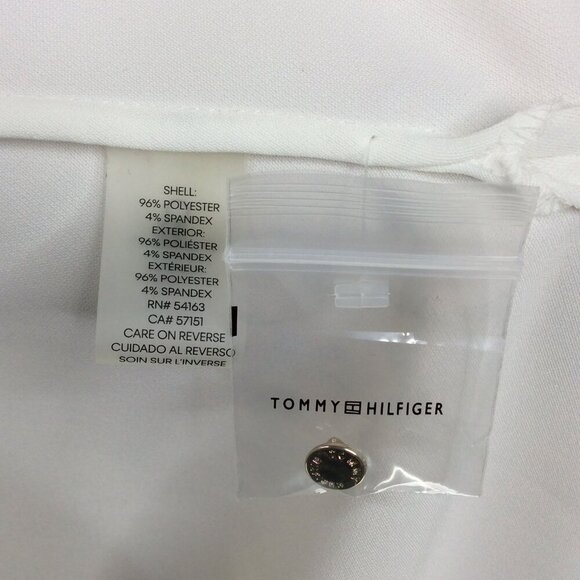 SHELL:
96% POLYESTER
4% SPANDEX
EXTERIOR:
96% POLIÉSTER
4% SPANDEX
EXTÉRIEUR:
96% POLYESTER
4% SPANDEX
RN# 54163
CA# 57151
CARE ON REVERSE
CUIDADO AL REVERSO
SOIN SUR L'INVERSE
TOMMY HILFIGER